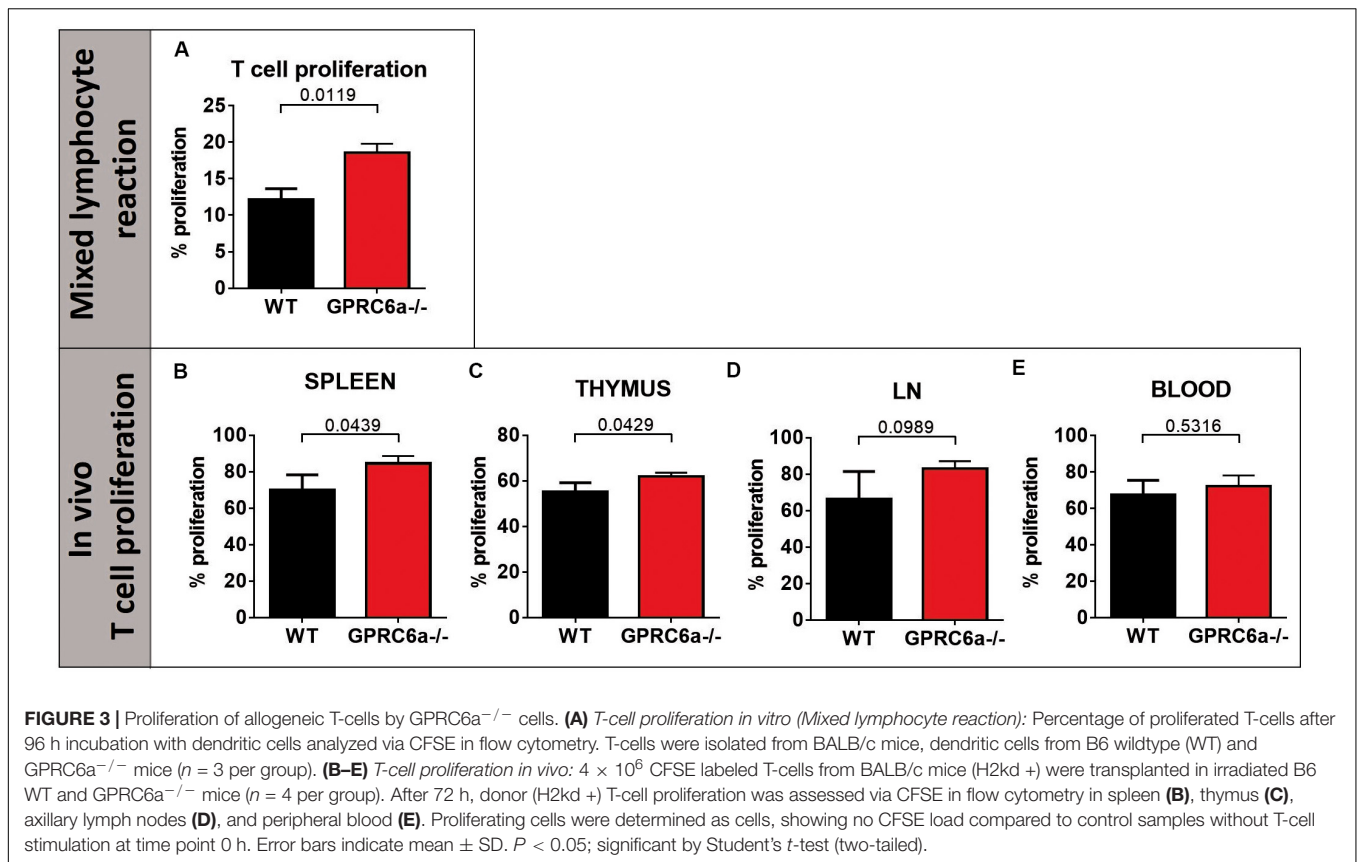 Mixed lymphocyte
reaction
A
T cell proliferation
0.0119
% proliferation
25
20
15
10
5
0
WT GPRC6a-/-
In vivo
T cell proliferation
B
SPLEEN
0.0439
% proliferation
100
80
60
40
20
0
WT GPRC6a-/-
C
THYMUS
0.0429
% proliferation
80
60
40
20
0
WT GPRC6a-/-
D
LN
0.0989
% proliferation
100
80
60
40
20
0
WT GPRC6a-/-
E
BLOOD
0.5316
% proliferation
100
80
60
40
20
0
WT GPRC6a-/-
FIGURE 3 | Proliferation of allogeneic T-cells by GPRC6a−/− cells. (A) T-cell proliferation in vitro (Mixed lymphocyte reaction): Percentage of proliferated T-cells after
96 h incubation with dendritic cells analyzed via CFSE in flow cytometry. T-cells were isolated from BALB/c mice, dendritic cells from B6 wildtype (WT) and
GPRC6a−/− mice (n = 3 per group). (B–E) T-cell proliferation in vivo: 4 × 10⁶ CFSE labeled T-cells from BALB/c mice (H2kd +) were transplanted in irradiated B6
WT and GPRC6a−/− mice (n = 4 per group). After 72 h, donor (H2kd +) T-cell proliferation was assessed via CFSE in flow cytometry in spleen (B), thymus (C),
axillary lymph nodes (D), and peripheral blood (E). Proliferating cells were determined as cells, showing no CFSE load compared to control samples without T-cell
stimulation at time point 0 h. Error bars indicate mean ± SD. P < 0.05; significant by Student's t-test (two-tailed).